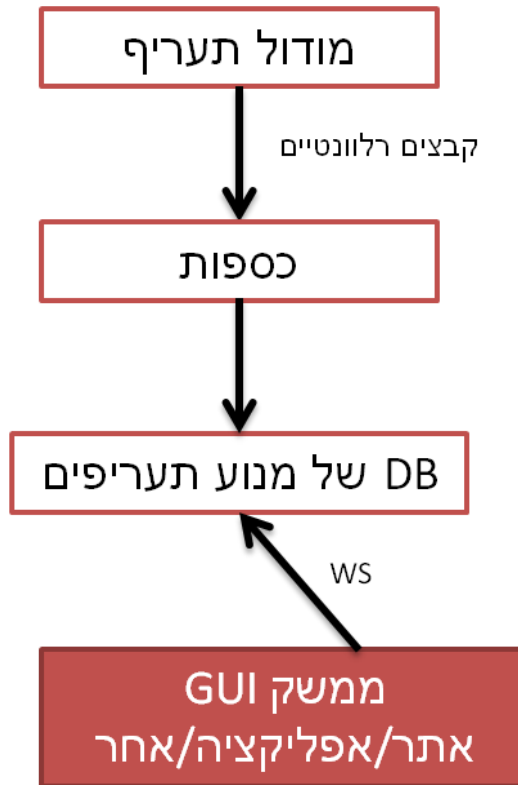 מודול תעריף
קבצים רלוונטיים
כספות
DB של מנוע תעריפים
WS
ממשק GUI
אתר/אפליקציה/אחר